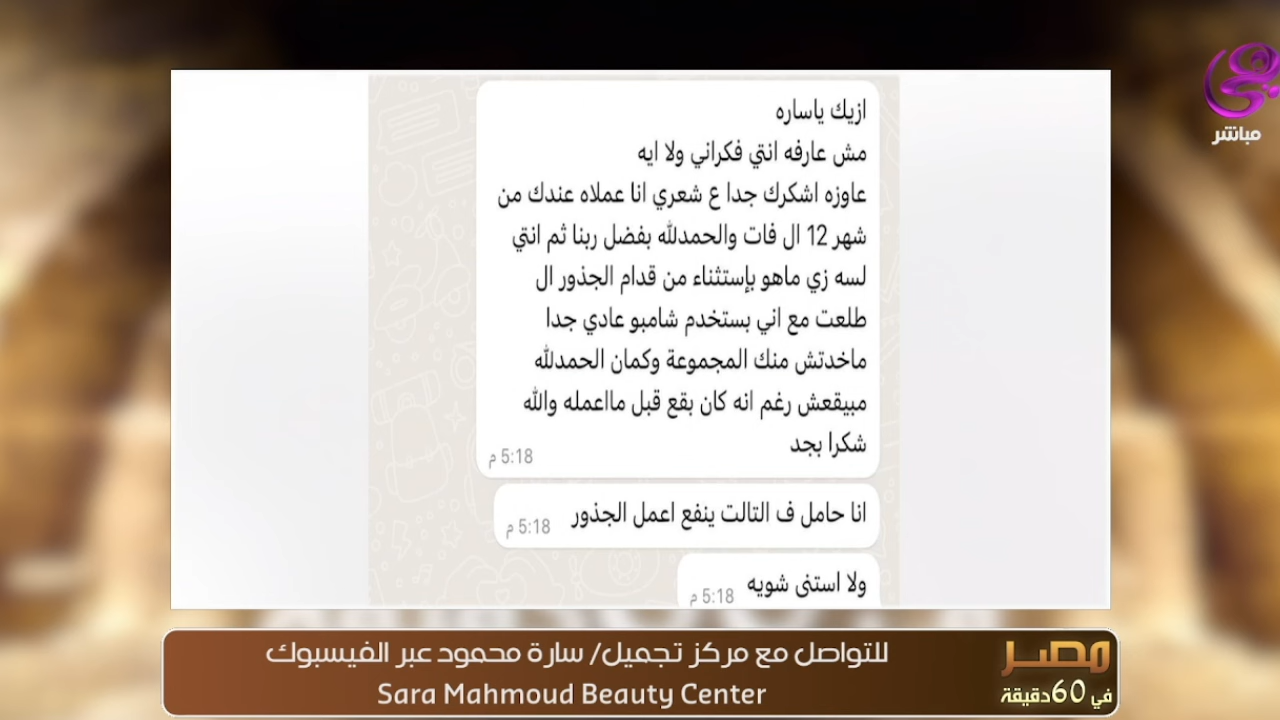 ازيك ياساره
مش عارفه انتي فكراني ولا ايه
عاوزه اشكرك جدا ع شعري انا عملاه عندك من
شهر 12 ال فات والحمدلله بفضل ربنا ثم انتي
لسه زي ماهو بإستثناء من قدام الجذور ال
طلعت مع اني بستخدم شامبو عادي جدا
ماخدتش منك المجموعة وكمان الحمدلله
مبيقعش رغم انه كان بقع قبل مااعمله والله
شكرا بجد
5:18 م
انا حامل ف التالت ينفع اعمل الجذور
5:18 م
ولا استنى شويه
5:18 م
مباشر
للتواصل مع مركز تجميل/ سارة محمود عبر الفيسبوك
Sara Mahmoud Beauty Center
مصر
في 60 دقيقة